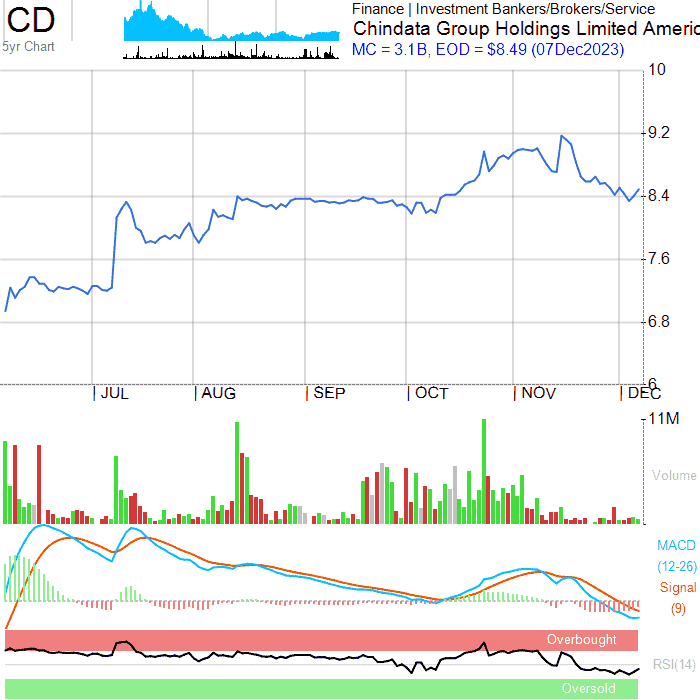 CD
5yr Chart
Finance | Investment Bankers/Brokers/Service
Chindata Group Holdings Limited Americ
MC = 3.1B, EOD = $8.49 (07Dec2023)
10
9.2
8.4
7.6
6.8
6
JUL AUG SEP OCT NOV DEC
11M
Volume
MACD
(12-26)
Signal
(9)
Overbought
RSI(14)
Oversold